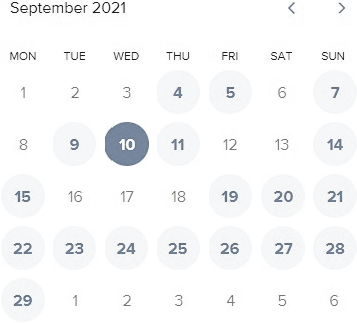 September 2021
MON TUE WED THU FRI SAT SUN
1 2 3 4 5 6 7
8 9 10 11 12 13 14
15 16 17 18 19 20 21
22 23 24 25 26 27 28
29 1 2 3 4 5 6